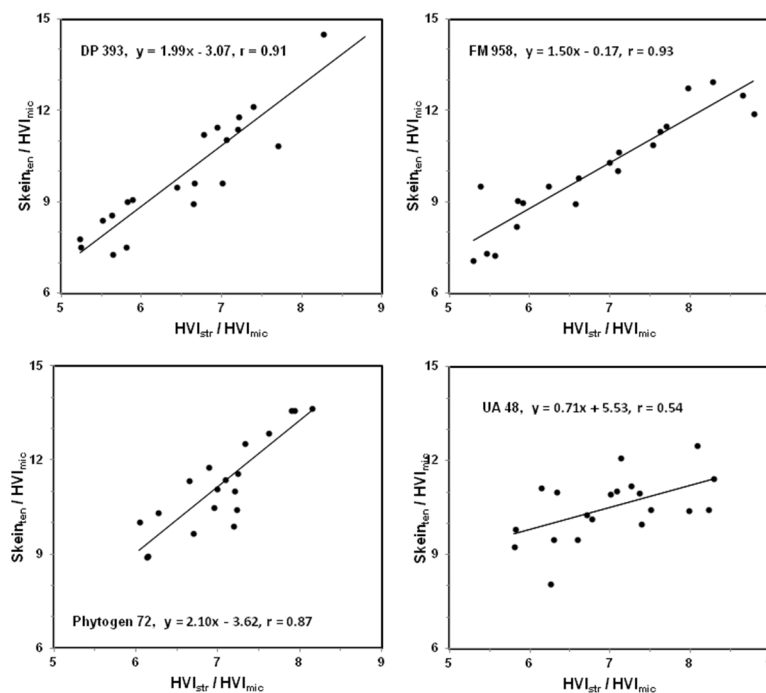 DP 393, y = 1.99x - 3.07, r = 0.91
Skein_ten / HVI_mic
15
12
9
6
5 6 7 8 9
HVI_str / HVI_mic
FM 958, y = 1.50x - 0.17, r = 0.93
Skein_ten / HVI_mic
15
12
9
6
5 6 7 8
HVI_str / HVI_mic
Phytogen 72, y = 2.10x - 3.62, r = 0.87
Skein_ten / HVI_mic
15
12
9
6
5 6 7 8 9
HVI_str / HVI_mic
UA 48, y = 0.71x + 5.53, r = 0.54
Skein_ten / HVI_mic
15
12
9
6
5 6 7 8 9
HVI_str / HVI_mic